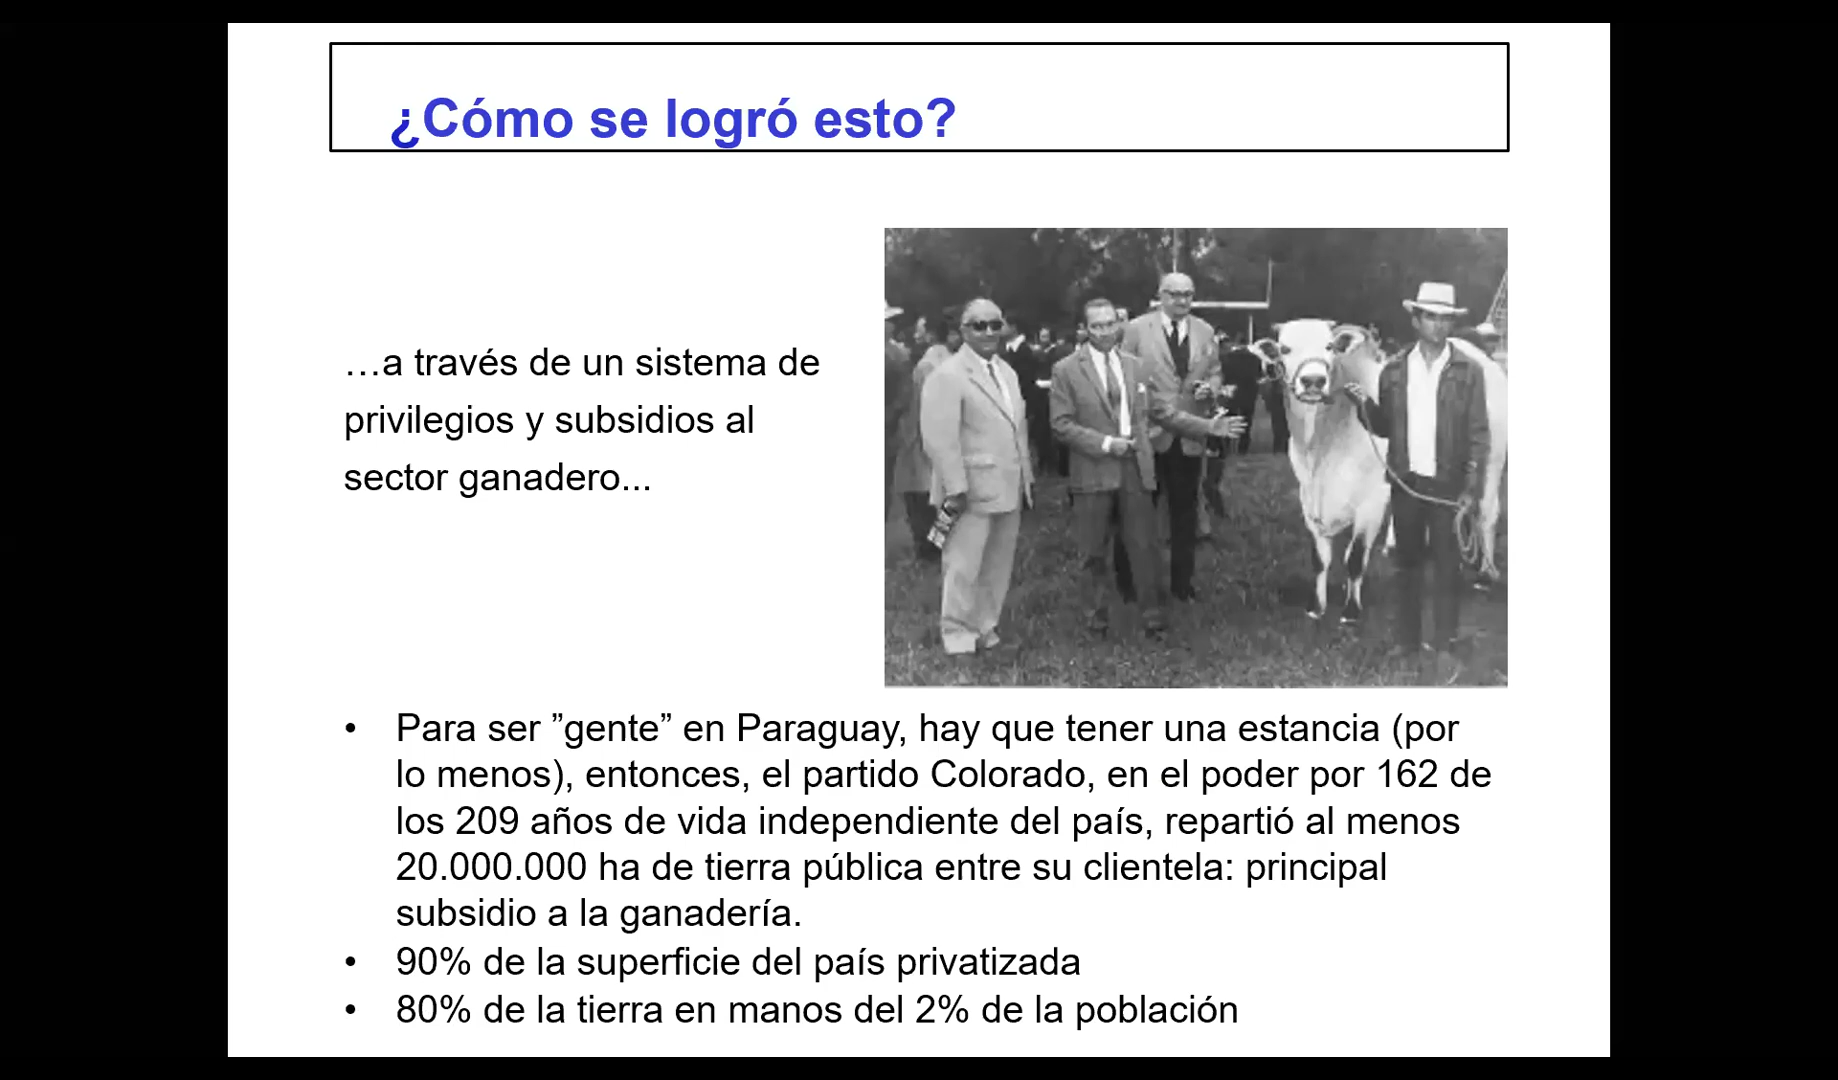 ¿Cómo se logró esto?
…a través de un sistema de
privilegios y subsidios al
sector ganadero...
• Para ser ”gente” en Paraguay, hay que tener una estancia (por
lo menos), entonces, el partido Colorado, en el poder por 162 de
los 209 años de vida independiente del país, repartió al menos
20.000.000 ha de tierra pública entre su clientela: principal
subsidio a la ganadería.
• 90% de la superficie del país privatizada
• 80% de la tierra en manos del 2% de la población